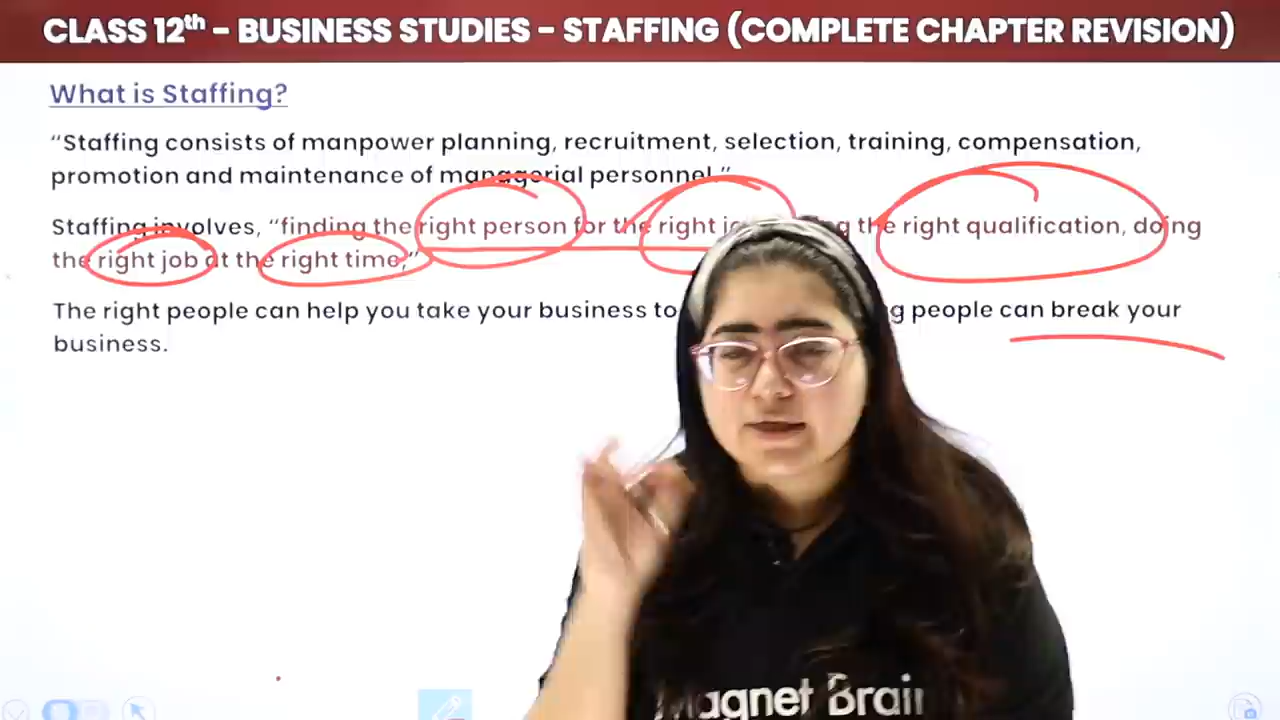 CLASS 12th – BUSINESS STUDIES – STAFFING (COMPLETE CHAPTER REVISION)
What is Staffing?
“Staffing consists of manpower planning, recruitment, selection, training, compensation,
promotion and maintenance of managerial personnel.”
Staffing involves, “finding the right person for the right the right qualification, doing
the right job at the right time,”
The right people can help you take your business to people can break your
business.
Magnet Brain